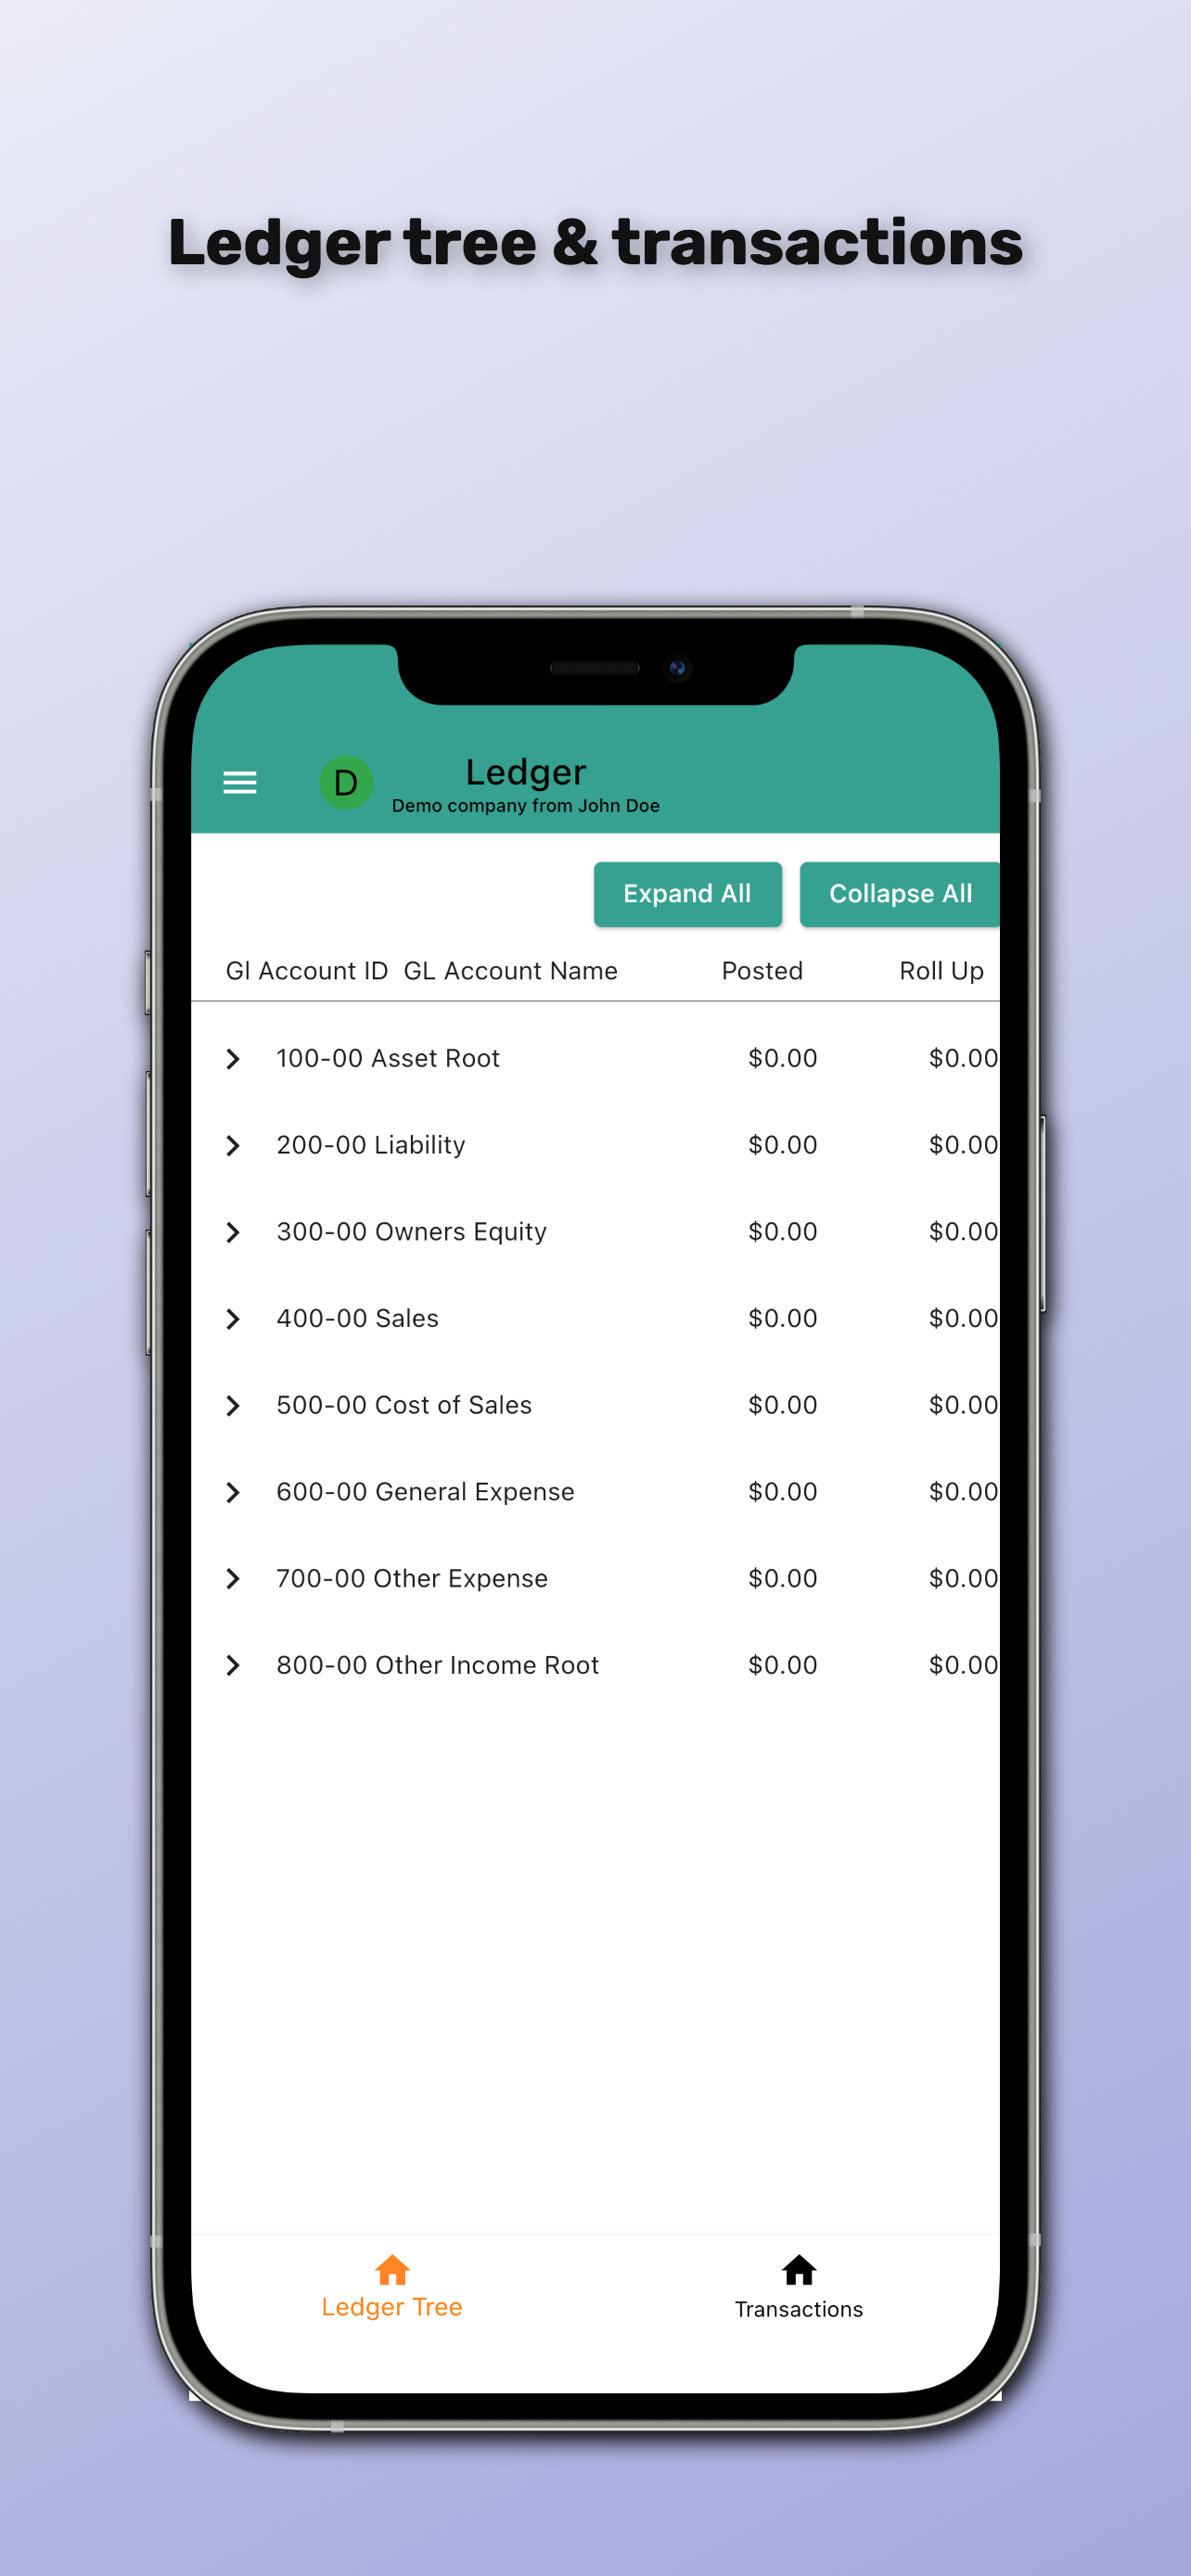 Ledger tree & transactions
D
Ledger
Demo company from John Doe
Expand All Collapse All
Gl Account ID GL Account Name Posted Roll Up
100-00 Asset Root $0.00 $0.00
200-00 Liability $0.00 $0.00
300-00 Owners Equity $0.00 $0.00
400-00 Sales $0.00 $0.00
500-00 Cost of Sales $0.00 $0.00
600-00 General Expense $0.00 $0.00
700-00 Other Expense $0.00 $0.00
800-00 Other Income Root $0.00 $0.00
Ledger Tree Transactions